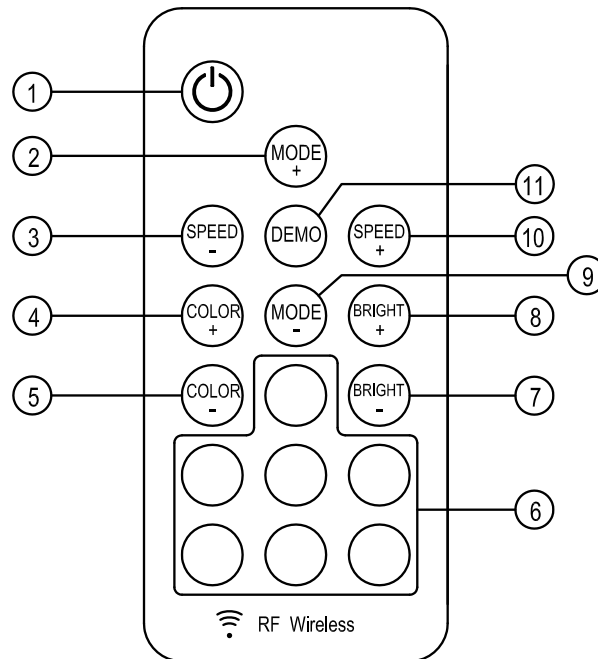 1
2
MODE
+
11
3
SPEED
-
DEMO
SPEED
+
10
9
4
COLOR
+
MODE
-
BRIGHT
+
8
5
COLOR
-
BRIGHT
-
7
6
RF Wireless